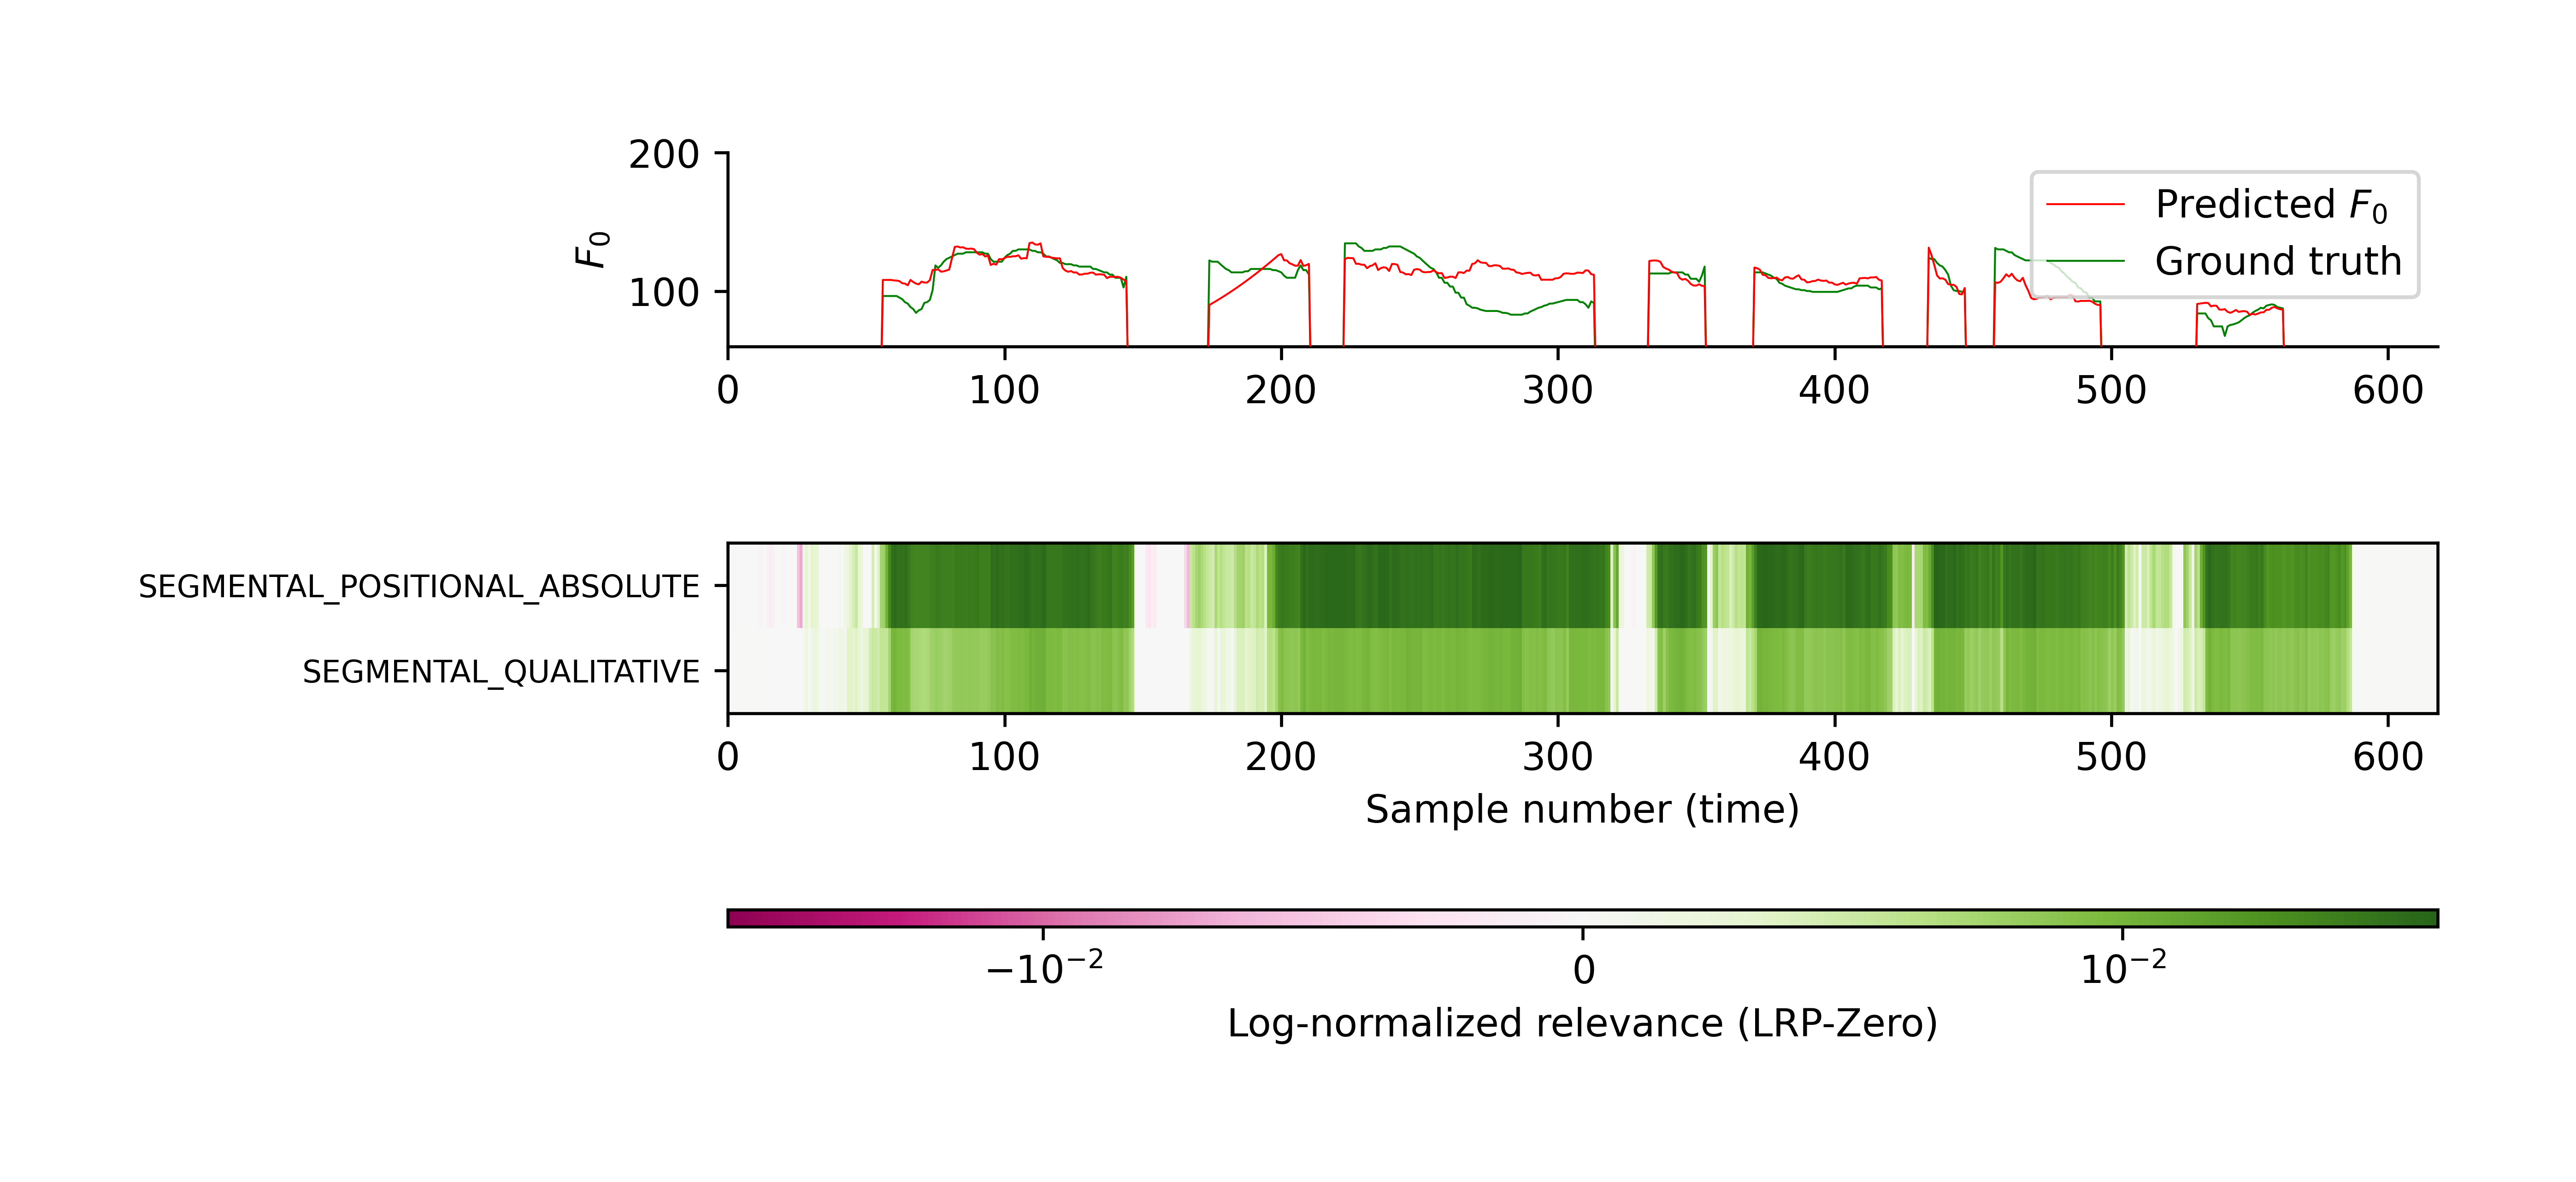 200
100
F0
Predicted F0
Ground truth
0 100 200 300 400 500 600
SEGMENTAL_POSITIONAL_ABSOLUTE
SEGMENTAL_QUALITATIVE
0 100 200 300 400 500 600
Sample number (time)
−10−2 0 10−2
Log-normalized relevance (LRP-Zero)